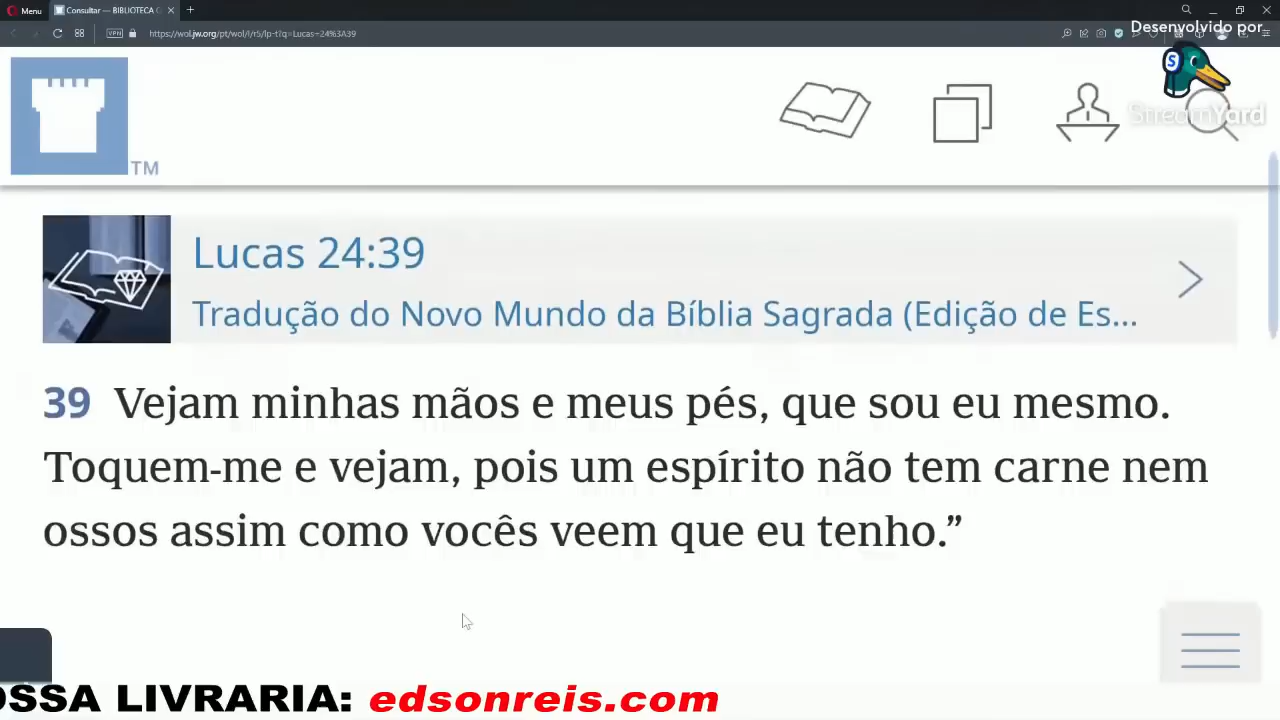 Menu
Consultar — BIBLIOTECA
VPN
https://wol.jw.org/pt/wol/l/r5/lp-t?q=Lucas+24%3A39
Desenvolvido por
StreamYard
TM
Lucas 24:39
Tradução do Novo Mundo da Bíblia Sagrada (Edição de Es...
39 Vejam minhas mãos e meus pés, que sou eu mesmo.
Toquem-me e vejam, pois um espírito não tem carne nem
ossos assim como vocês veem que eu tenho.”
OSSA LIVRARIA: edsonreis.com